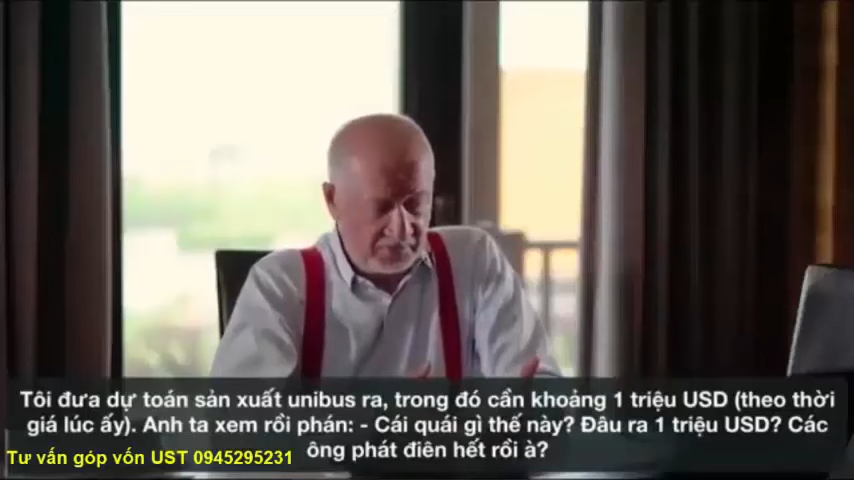 Tôi đưa dự toán sản xuất unibus ra, trong đó cần khoảng 1 triệu USD (theo thời
giá lúc ấy). Anh ta xem rồi phán: - Cái quái gì thế này? Đâu ra 1 triệu USD? Các
ông phát điên hết rồi à?
Tư vấn góp vốn UST 0945295231